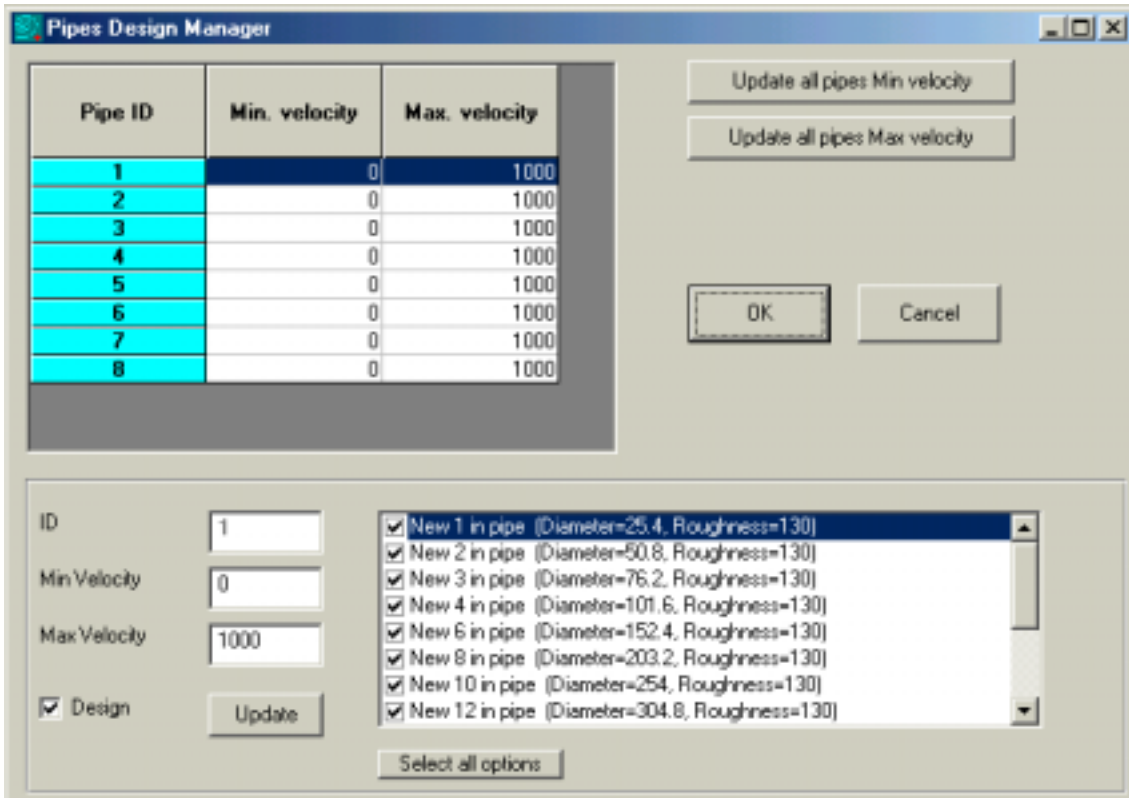 Pipes Design Manager
Pipe ID Min. velocity Max. velocity
1 0 1000
2 0 1000
3 0 1000
4 0 1000
5 0 1000
6 0 1000
7 0 1000
8 0 1000
Update all pipes Min velocity
Update all pipes Max velocity
OK Cancel
ID 1
Min Velocity 0
Max Velocity 1000
Design Update
New 1 in pipe (Diameter=25.4, Roughness=130)
New 2 in pipe (Diameter=50.8, Roughness=130)
New 3 in pipe (Diameter=76.2, Roughness=130)
New 4 in pipe (Diameter=101.6, Roughness=130)
New 6 in pipe (Diameter=152.4, Roughness=130)
New 8 in pipe (Diameter=203.2, Roughness=130)
New 10 in pipe (Diameter=254, Roughness=130)
New 12 in pipe (Diameter=304.8, Roughness=130)
Select all options